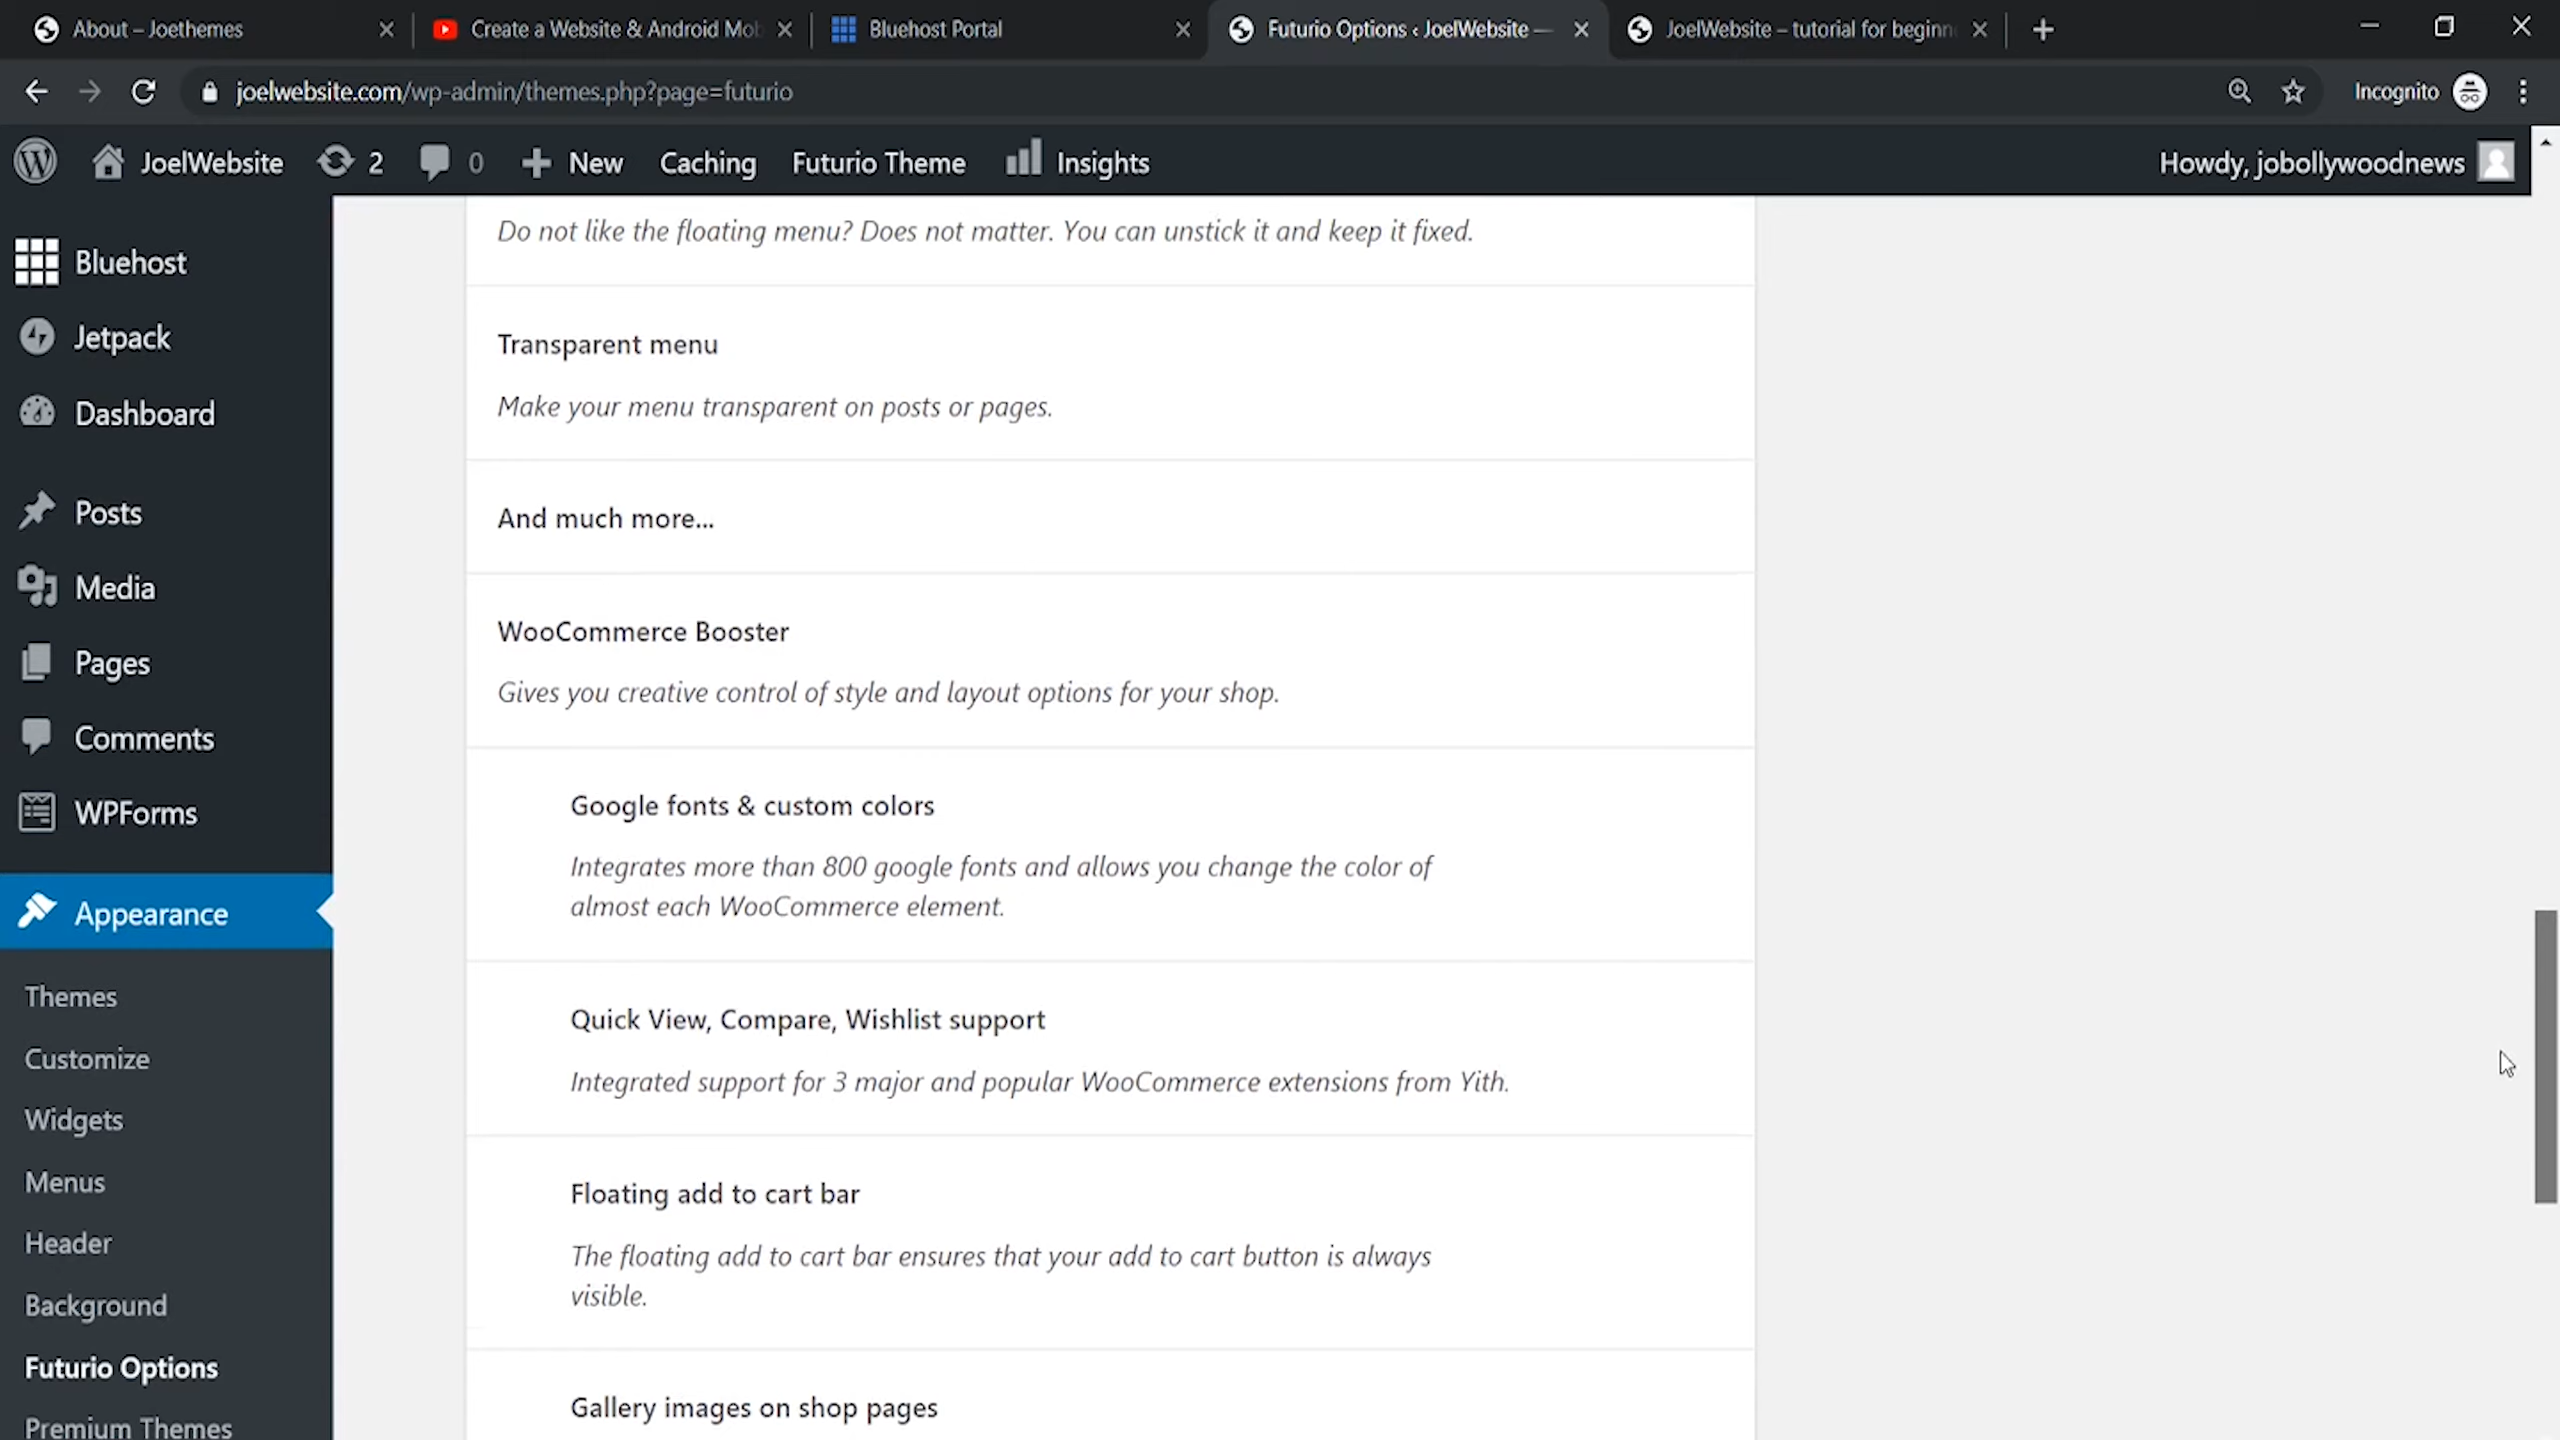 About – Joethemes
Create a Website & Android Mob
Bluehost Portal
Futurio Options ‹ JoelWebsite —
JoelWebsite – tutorial for beginn
joelwebsite.com/wp-admin/themes.php?page=futurio
Incognito
JoelWebsite
2
0
New
Caching
Futurio Theme
Insights
Howdy, jobollywoodnews
Bluehost
Jetpack
Dashboard
Posts
Media
Pages
Comments
WPForms
Appearance
Themes
Customize
Widgets
Menus
Header
Background
Futurio Options
Premium Themes
Do not like the floating menu? Does not matter. You can unstick it and keep it fixed.
Transparent menu
Make your menu transparent on posts or pages.
And much more...
WooCommerce Booster
Gives you creative control of style and layout options for your shop.
Google fonts & custom colors
Integrates more than 800 google fonts and allows you change the color of
almost each WooCommerce element.
Quick View, Compare, Wishlist support
Integrated support for 3 major and popular WooCommerce extensions from Yith.
Floating add to cart bar
The floating add to cart bar ensures that your add to cart button is always
visible.
Gallery images on shop pages